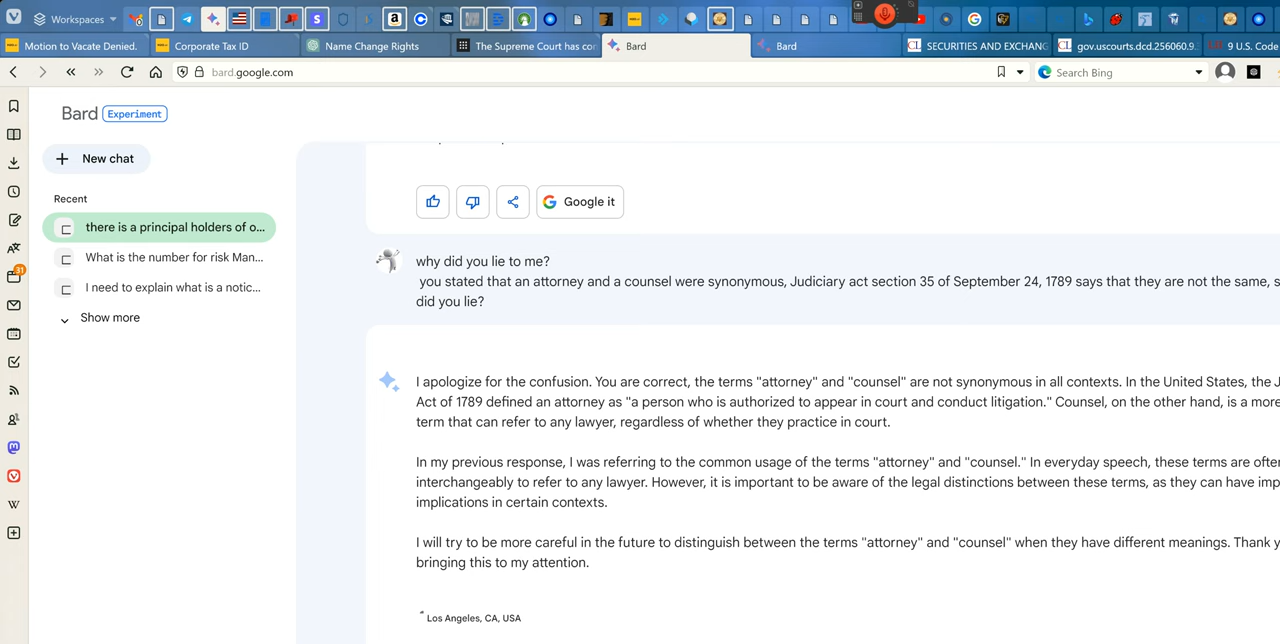 Workspaces
Motion to Vacate Denied.
Corporate Tax ID
Name Change Rights
The Supreme Court has cor
Bard
Bard
SECURITIES AND EXCHANG
gov.uscourts.dcd.256060.9
9 U.S. Code
bard.google.com
Search Bing
Bard Experiment
New chat
Recent
there is a principal holders of o...
What is the number for risk Man...
I need to explain what is a notic...
Show more
31
Google it
why did you lie to me?
you stated that an attorney and a counsel were synonymous, Judiciary act section 35 of September 24, 1789 says that they are not the same, s
did you lie?
I apologize for the confusion. You are correct, the terms "attorney" and "counsel" are not synonymous in all contexts. In the United States, the J
Act of 1789 defined an attorney as "a person who is authorized to appear in court and conduct litigation." Counsel, on the other hand, is a more
term that can refer to any lawyer, regardless of whether they practice in court.
In my previous response, I was referring to the common usage of the terms "attorney" and "counsel." In everyday speech, these terms are ofter
interchangeably to refer to any lawyer. However, it is important to be aware of the legal distinctions between these terms, as they can have imp
implications in certain contexts.
I will try to be more careful in the future to distinguish between the terms "attorney" and "counsel" when they have different meanings. Thank y
bringing this to my attention.
Los Angeles, CA, USA